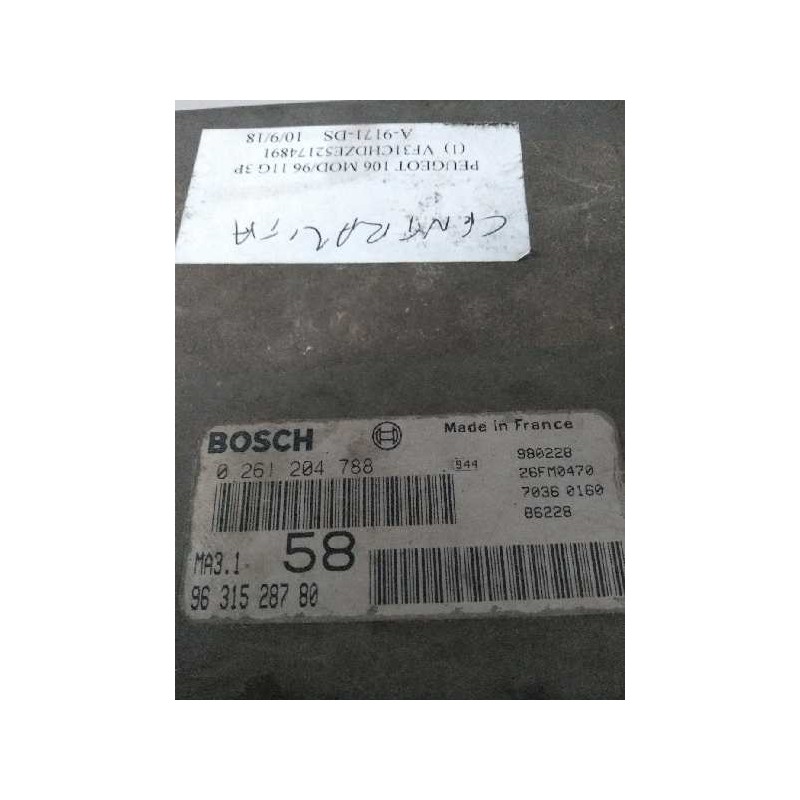 PEUGEOT 106 MOD/96 11G 3P
(1) VF31CHDZE52174891
A-9171-DS 10/9/18
CENTRALITA
BOSCH
Made in France
0 261 204 788
944
980228
26FM0470
7036 0160
86228
MA3.1
58
96 315 287 80